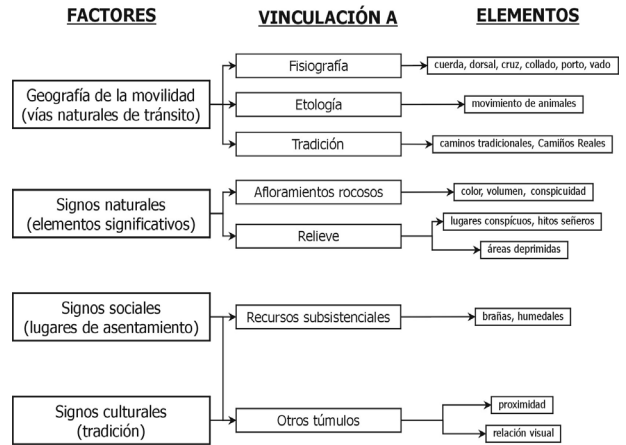 FACTORES
VINCULACIÓN A
ELEMENTOS
Geografía de la movilidad
(vías naturales de tránsito)
Fisiografía
cuerda, dorsal, cruz, collado, porto, vado
Etología
movimiento de animales
Tradición
caminos tradicionales, Camiños Reales
Signos naturales
(elementos significativos)
Afloramientos rocosos
color, volumen, conspicuidad
Relieve
lugares conspícuos, hitos señeros
áreas deprimidas
Signos sociales
(lugares de asentamiento)
Recursos subsistenciales
brañas, humedales
Signos culturales
(tradición)
Otros túmulos
proximidad
relación visual